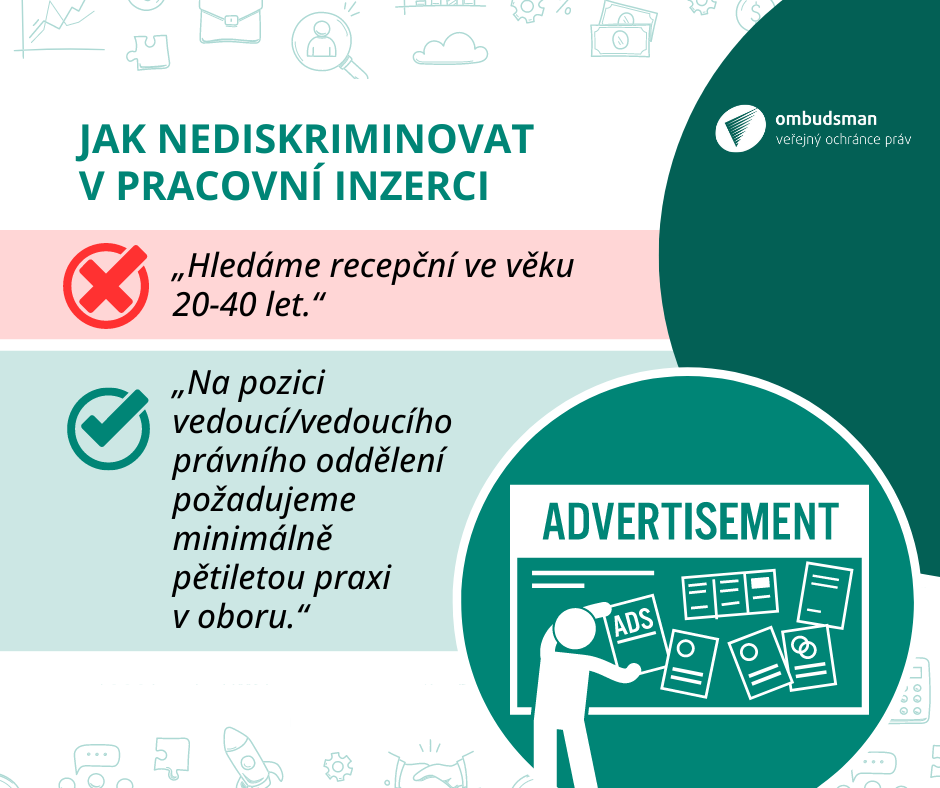 JAK NEDISKRIMINOVAT
V PRACOVNÍ INZERCI
ombudsman
veřejný ochránce práv
„Hledáme recepční ve věku
20-40 let.“
„Na pozici
vedoucí/vedoucího
právního oddělení
požadujeme
minimálně
pětiletou praxi
v oboru.“
ADVERTISEMENT
ADS